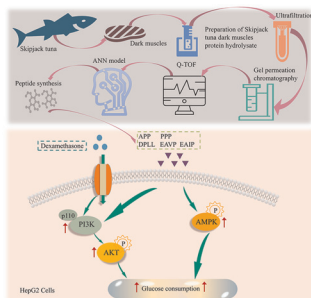 Ultrafiltration
Skipjack tuna
Dark muscles
Preparation of Skipjack
tuna dark muscles
protein hydrolysate
ANN model
Q-TOF
Peptide synthesis
Gel permeation
chromatography
APP PPP
DPLL EAVP EAIP
Dexamethasone
p110
PI3K
P
AKT
P
AMPK
Glucose consumption
HepG2 Cells